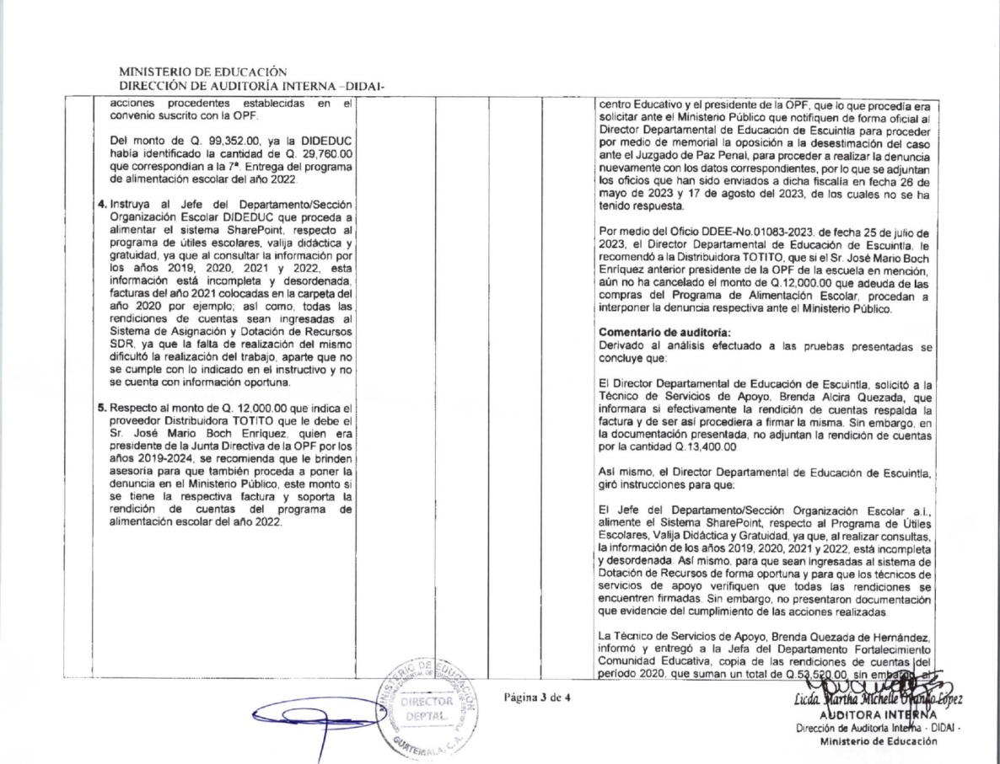 MINISTERIO DE EDUCACIÓN
DIRECCIÓN DE AUDITORÍA INTERNA –DIDAI-
acciones procedentes establecidas en el
convenio suscrito con la OPF.
Del monto de Q. 99,352.00, ya la DIDEDUC
había identificado la cantidad de Q. 29,760.00
que correspondían a la 7ª. Entrega del programa
de alimentación escolar del año 2022.
4. Instruya al Jefe del Departamento/Sección
Organización Escolar DIDEDUC que proceda a
alimentar el sistema SharePoint, respecto al
programa de útiles escolares, valija didáctica y
gratuidad, ya que al consultar la información por
los años 2019, 2020, 2021 y 2022, esta
información está incompleta y desordenada,
facturas del año 2021 colocadas en la carpeta del
año 2020 por ejemplo; así como, todas las
rendiciones de cuentas sean ingresadas al
Sistema de Asignación y Dotación de Recursos
SDR, ya que la falta de realización del mismo
dificultó la realización del trabajo, aparte que no
se cumple con lo indicado en el instructivo y no
se cuenta con información oportuna.
5. Respecto al monto de Q. 12,000.00 que indica el
proveedor Distribuidora TOTITO que le debe el
Sr. José Mario Boch Enríquez, quien era
presidente de la Junta Directiva de la OPF por los
años 2019-2024, se recomienda que le brinden
asesoría para que también proceda a poner la
denuncia en el Ministerio Público, este monto si
se tiene la respectiva factura y soporta la
rendición de cuentas del programa de
alimentación escolar del año 2022.
centro Educativo y el presidente de la OPF, que lo que procedía era
solicitar ante el Ministerio Público que notifiquen de forma oficial al
Director Departamental de Educación de Escuintla para proceder
por medio de memorial la oposición a la desestimación del caso
ante el Juzgado de Paz Penal, para proceder a realizar la denuncia
nuevamente con los datos correspondientes, por lo que se adjuntan
los oficios que han sido enviados a dicha fiscalía en fecha 26 de
mayo de 2023 y 17 de agosto del 2023, de los cuales no se ha
tenido respuesta.
Por medio del Oficio DDEE-No.01083-2023. de fecha 25 de julio de
2023, el Director Departamental de Educación de Escuintla, le
recomendó a la Distribuidora TOTITO, que si el Sr. José Mario Boch
Enríquez anterior presidente de la OPF de la escuela en mención,
aún no ha cancelado el monto de Q.12,000.00 que adeuda de las
compras del Programa de Alimentación Escolar, procedan a
interponer la denuncia respectiva ante el Ministerio Público.
Comentario de auditoría:
Derivado al análisis efectuado a las pruebas presentadas se
concluye que:
El Director Departamental de Educación de Escuintla, solicitó a la
Técnico de Servicios de Apoyo, Brenda Alcira Quezada, que
informara si efectivamente la rendición de cuentas respalda la
factura y de ser así procediera a firmar la misma. Sin embargo, en
la documentación presentada, no adjuntan la rendición de cuentas
por la cantidad Q.13,400.00
Así mismo, el Director Departamental de Educación de Escuintla,
giró instrucciones para que:
El Jefe del Departamento/Sección Organización Escolar a.i.,
alimente el Sistema SharePoint, respecto al Programa de Útiles
Escolares, Valija Didáctica y Gratuidad, ya que, al realizar consultas,
la información de los años 2019, 2020, 2021 y 2022, está incompleta
y desordenada. Así mismo, para que sean ingresadas al sistema de
Dotación de Recursos de forma oportuna y para que los técnicos de
servicios de apoyo verifiquen que todas las rendiciones se
encuentren firmadas. Sin embargo, no presentaron documentación
que evidencie del cumplimiento de las acciones realizadas.
La Técnico de Servicios de Apoyo, Brenda Quezada de Hernández,
informó y entregó a la Jefa del Departamento Fortalecimiento
Comunidad Educativa, copia de las rendiciones de cuentas del
período 2020, que suman un total de Q.53,520.00, sin embargo, al
MINISTERIO DE EDUCACIÓN
DIRECTOR
DEPTAL.
GUATEMALA, C. A.
Página 3 de 4
Licda. Martha Michelle López
AUDITORA INTERNA
Dirección de Auditoría Interna - DIDAI -
Ministerio de Educación